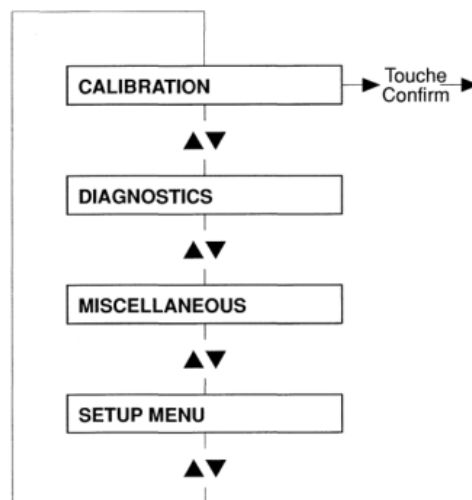 CALIBRATION
Touche
Confirm
DIAGNOSTICS
MISCELLANEOUS
SETUP MENU